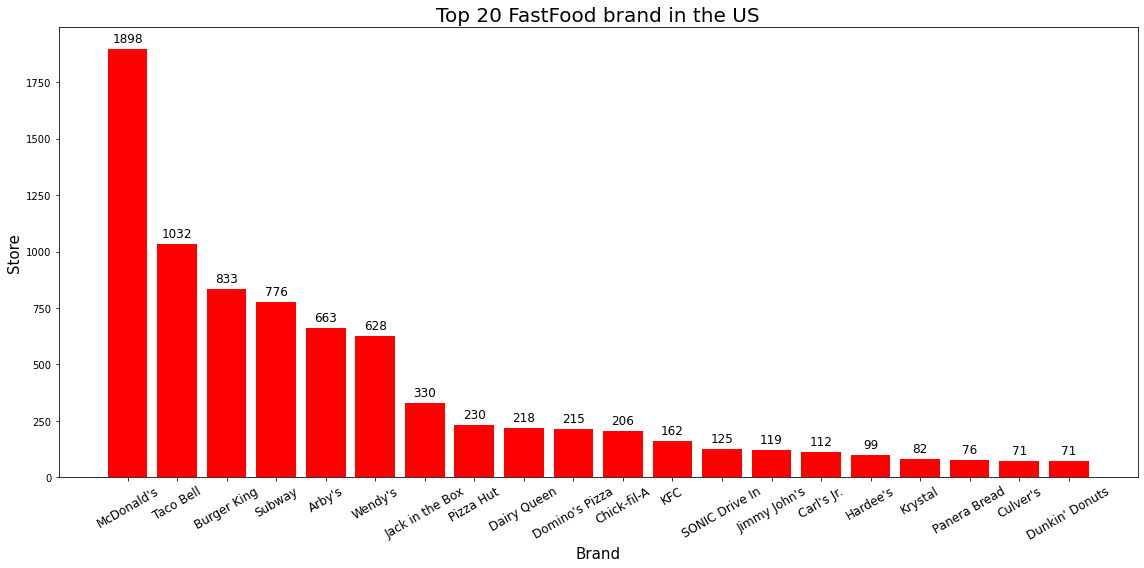 Top 20 FastFood brand in the US
Store
1750
1500
1250
1000
750
500
250
0
1898
1032
833
776
663
628
330
230
218
215
206
162
125
119
112
99
82
76
71
71
McDonald's
Taco Bell
Burger King
Subway
Arby's
Wendy's
Jack in the Box
Pizza Hut
Dairy Queen
Domino's Pizza
Chick-fil-A
KFC
SONIC Drive In
Jimmy John's
Carl's Jr.
Hardee's
Krystal
Panera Bread
Culver's
Dunkin' Donuts
Brand